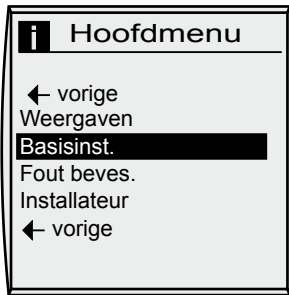 i Hoofdmenu
← vorige
Weergaven
Basisinst.
Fout beves.
Installateur
← vorige